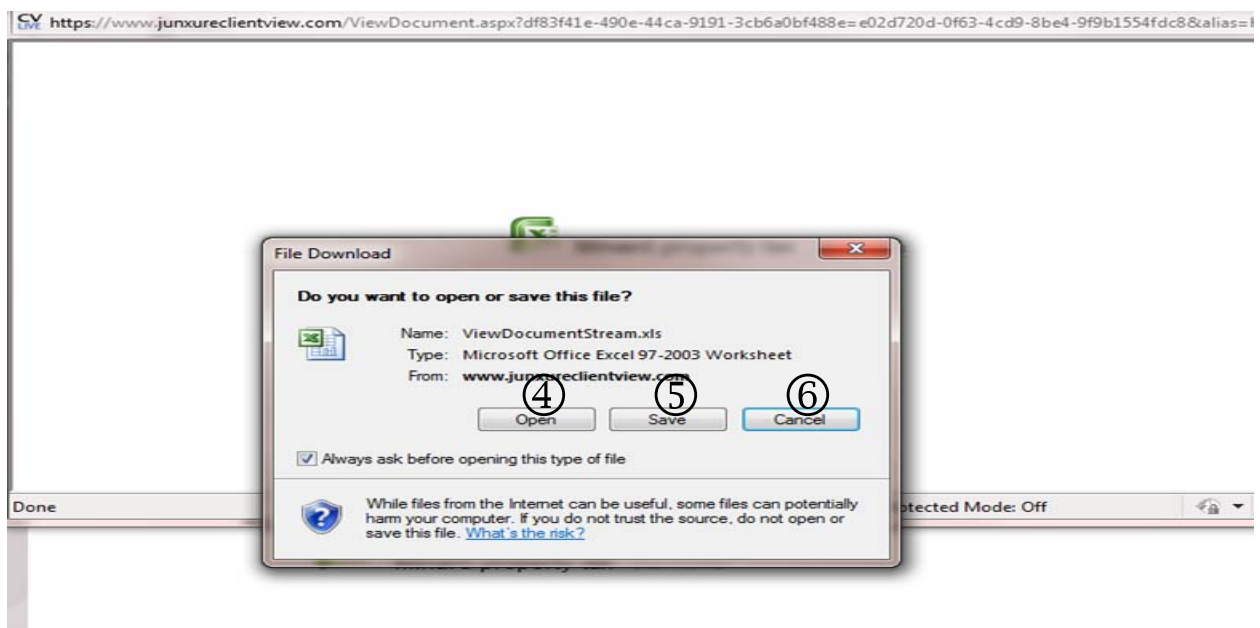 CV
LIVE
https://www.junxureclientview.com/ViewDocument.aspx?df83f41e-490e-44ca-9191-3cb6a0bf488e=e02d720d-0f63-4cd9-8be4-9f9b1554fdc8&alias=
File Download
Do you want to open or save this file?
Name: ViewDocumentStream.xls
Type: Microsoft Office Excel 97-2003 Worksheet
From: www.junxureclientview.com
④ ⑤ ⑥
Open Save Cancel
Always ask before opening this type of file
While files from the Internet can be useful, some files can potentially
harm your computer. If you do not trust the source, do not open or
save this file. What's the risk?
Done
Mode: Off
property tax